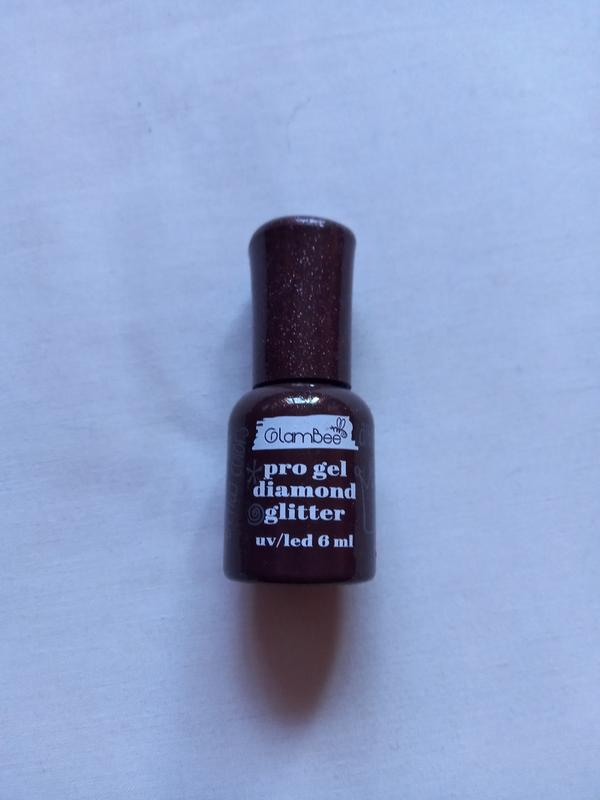 GlamBee
pro gel
diamond
glitter
uv/led 6 ml